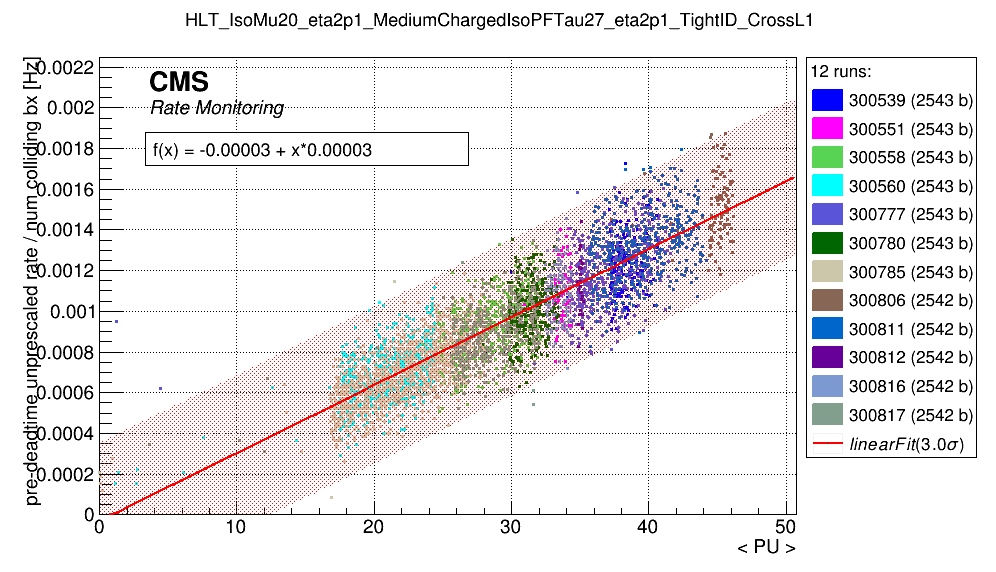 HLT_IsoMu20_eta2p1_MediumChargedIsoPFTau27_eta2p1_TightID_CrossL1
pre-deadtime unprescaled rate / num colliding bx [Hz]
0.0022
0.002
0.0018
0.0016
0.0014
0.0012
0.001
0.0008
0.0006
0.0004
0.0002
0
CMS
Rate Monitoring
f(x) = -0.00003 + x*0.00003
0 10 20 30 40 50
< PU >
12 runs:
300539 (2543 b)
300551 (2543 b)
300558 (2543 b)
300560 (2543 b)
300777 (2543 b)
300780 (2543 b)
300785 (2543 b)
300806 (2542 b)
300811 (2542 b)
300812 (2542 b)
300816 (2542 b)
300817 (2542 b)
linearFit(3.0σ)